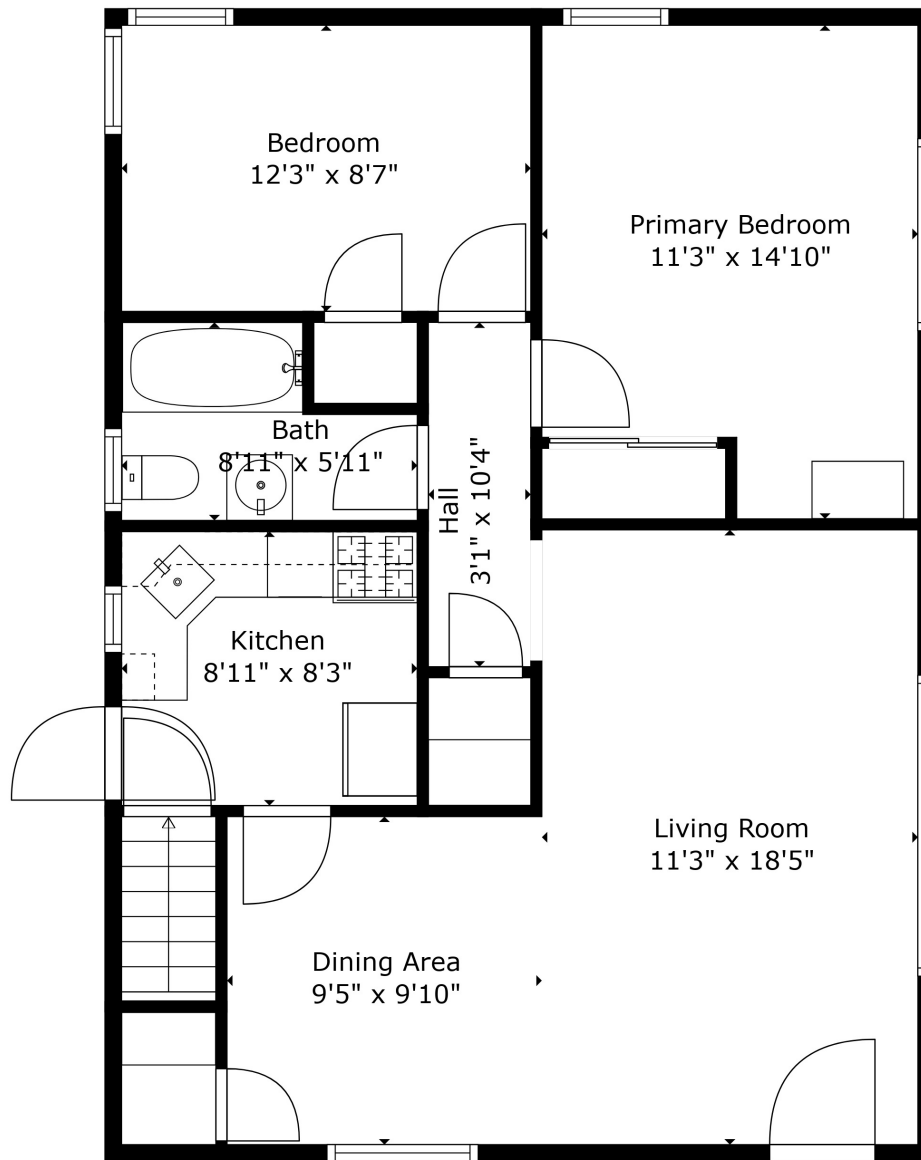 Bedroom
12'3" x 8'7"
Primary Bedroom
11'3" x 14'10"
Bath
8'11" x 5'11"
Hall
3'1" x 10'4"
Kitchen
8'11" x 8'3"
Living Room
11'3" x 18'5"
Dining Area
9'5" x 9'10"